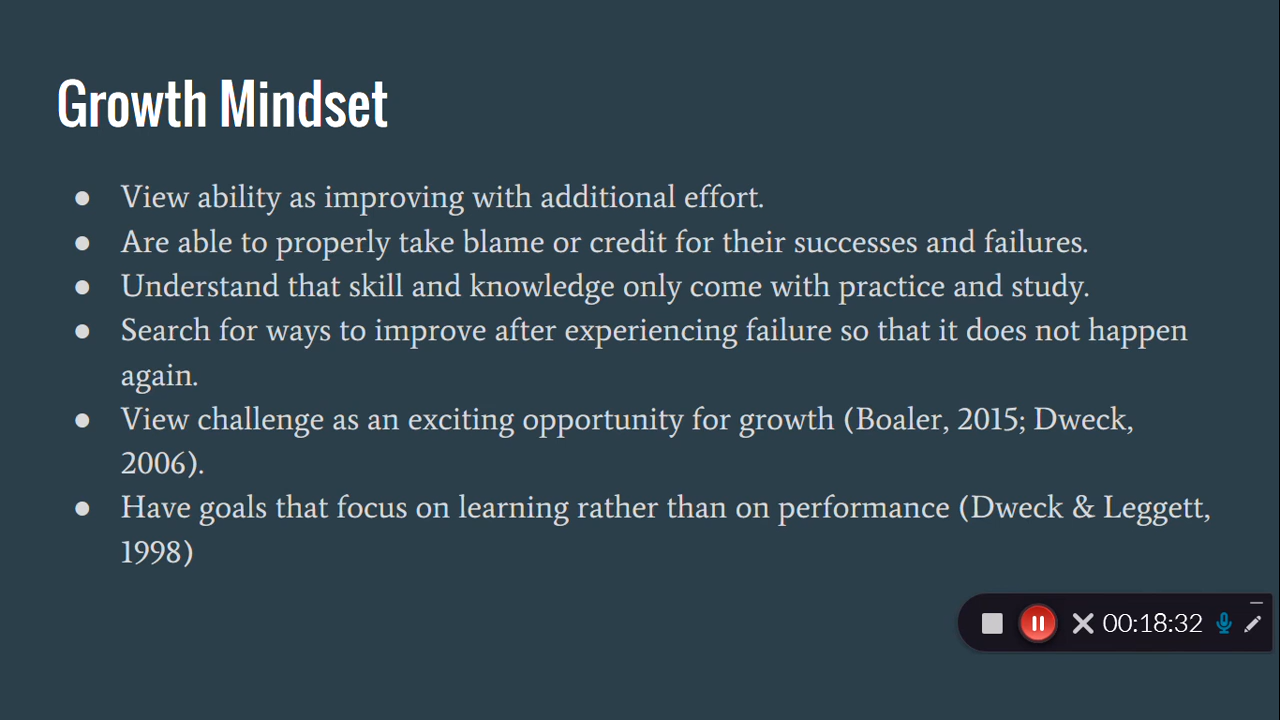 Growth Mindset
● View ability as improving with additional effort.
● Are able to properly take blame or credit for their successes and failures.
● Understand that skill and knowledge only come with practice and study.
● Search for ways to improve after experiencing failure so that it does not happen
again.
● View challenge as an exciting opportunity for growth (Boaler, 2015; Dweck,
2006).
● Have goals that focus on learning rather than on performance (Dweck & Leggett,
1998)
00:18:32